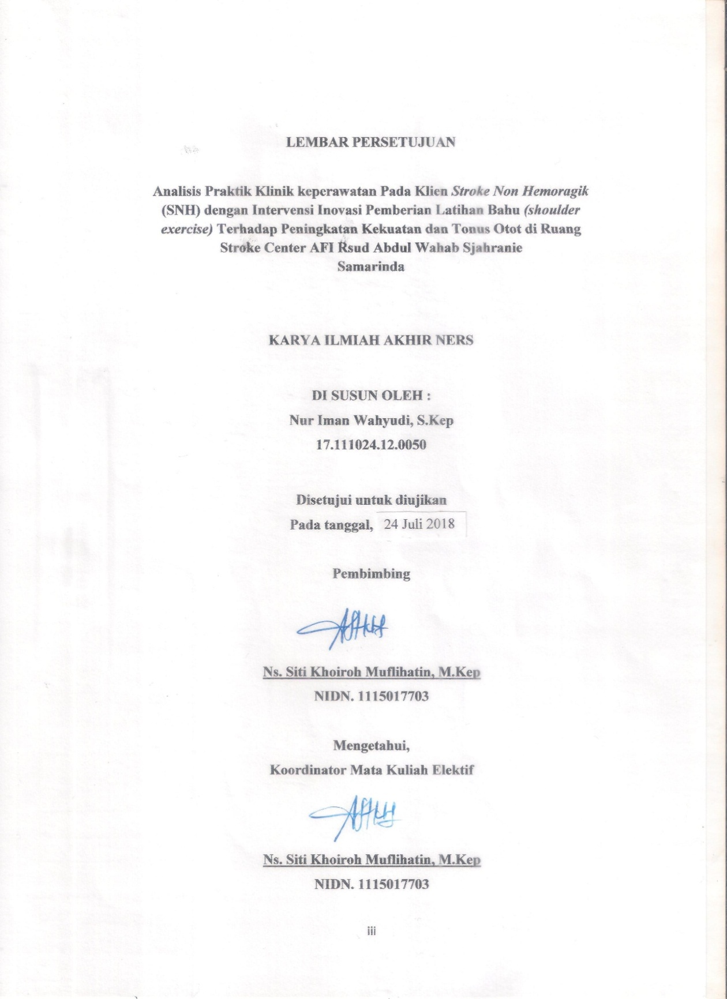 LEMBAR PERSETUJUAN
Analisis Praktik Klinik keperawatan Pada Klien Stroke Non Hemoragik
(SNH) dengan Intervensi Inovasi Pemberian Latihan Bahu (shoulder
exercise) Terhadap Peningkatan Kekuatan dan Tonus Otot di Ruang
Stroke Center AFI Rsud Abdul Wahab Sjahranie
Samarinda
KARYA ILMIAH AKHIR NERS
DI SUSUN OLEH :
Nur Iman Wahyudi, S.Kep
17.111024.12.0050
Disetujui untuk diujikan
Pada tanggal, 24 Juli 2018
Pembimbing
Ns. Siti Khoiroh Muflihatin, M.Kep
NIDN. 1115017703
Mengetahui,
Koordinator Mata Kuliah Elektif
Ns. Siti Khoiroh Muflihatin, M.Kep
NIDN. 1115017703
iii